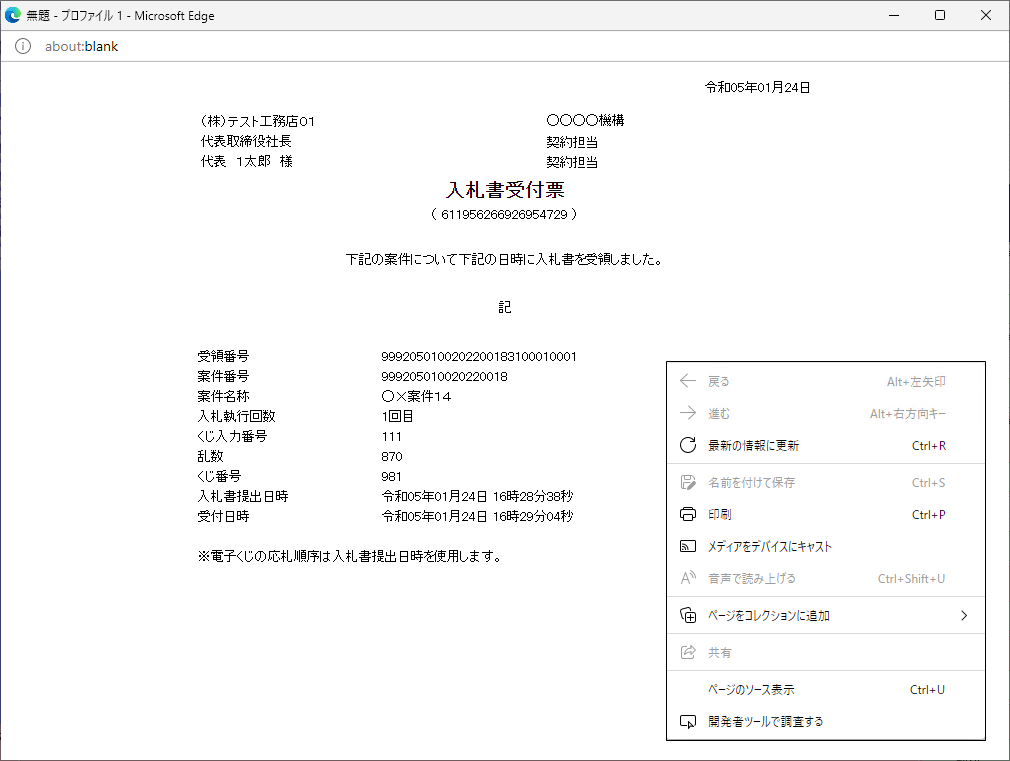 無題 - プロファイル 1 - Microsoft Edge
about:blank
令和05年01月24日
（株）テスト工務店０１
代表取締役社長
代表　１太郎　様
〇〇〇〇機構
契約担当
契約担当
入札書受付票
（ 611956266926954729 ）
下記の案件について下記の日時に入札書を受領しました。
記
受領番号 9992050100202200183100010001
案件番号 999205010020220018
案件名称 〇×案件１４
入札執行回数 1回目
くじ入力番号 111
乱数 870
くじ番号 981
入札書提出日時 令和05年01月24日 16時28分38秒
受付日時 令和05年01月24日 16時29分04秒
※電子くじの応札順序は入札書提出日時を使用します。
戻る Alt+左矢印
進む Alt+右方向キー
最新の情報に更新 Ctrl+R
名前を付けて保存 Ctrl+S
印刷 Ctrl+P
メディアをデバイスにキャスト
音声で読み上げる Ctrl+Shift+U
ページをコレクションに追加
共有
ページのソース表示 Ctrl+U
開発者ツールで調査する